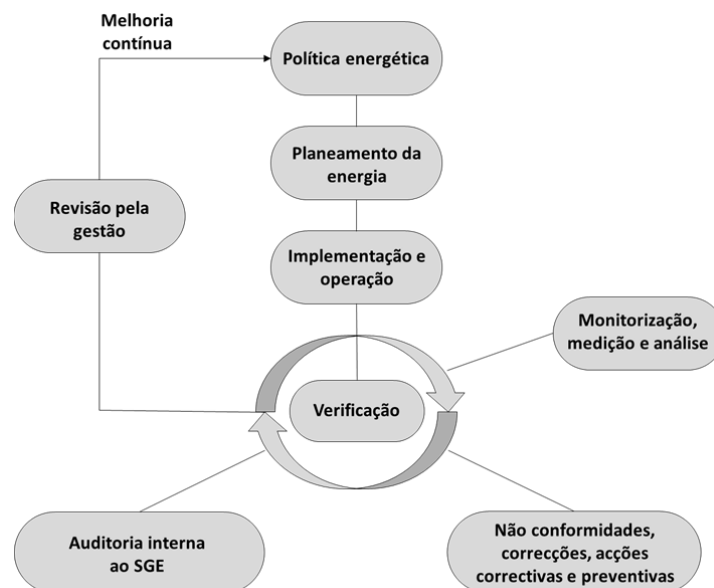 Melhoria
contínua
Política energética
Planeamento da
energia
Revisão pela
gestão
Implementação e
operação
Monitorização,
medição e análise
Verificação
Auditoria interna
ao SGE
Não conformidades,
correcções, acções
correctivas e preventivas